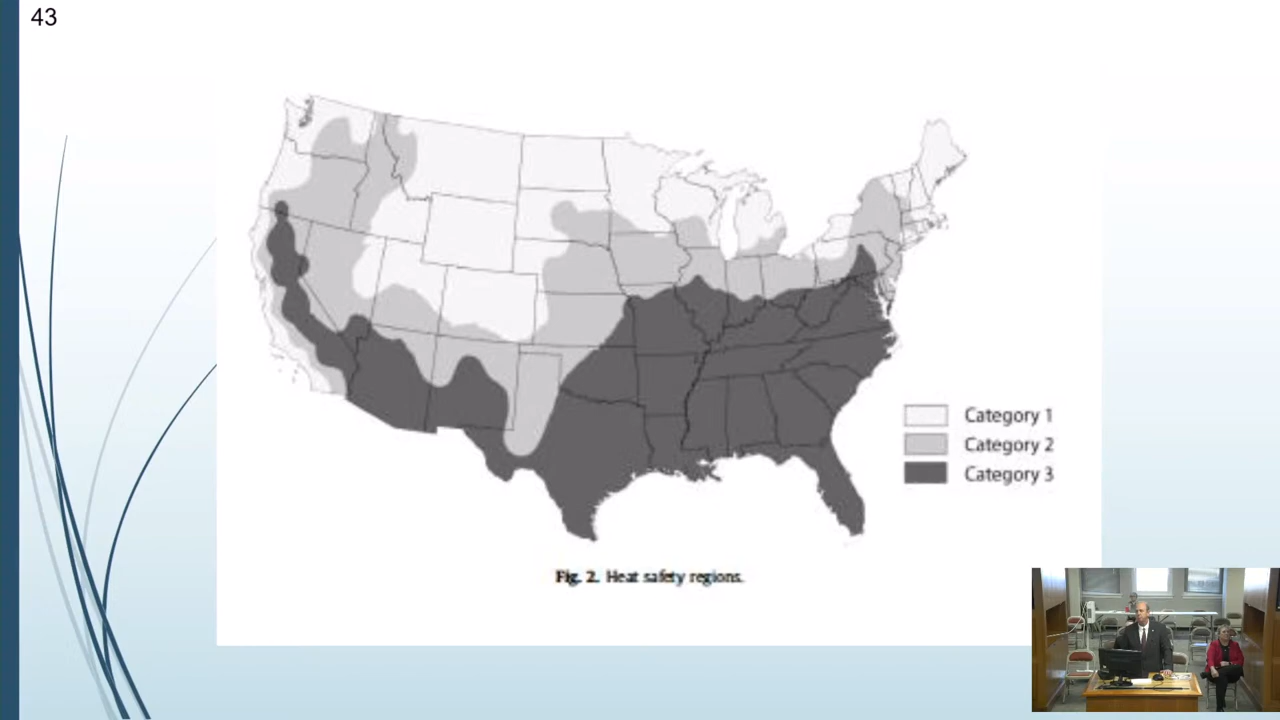 43
Category 1
Category 2
Category 3
Fig. 2. Heat safety regions.